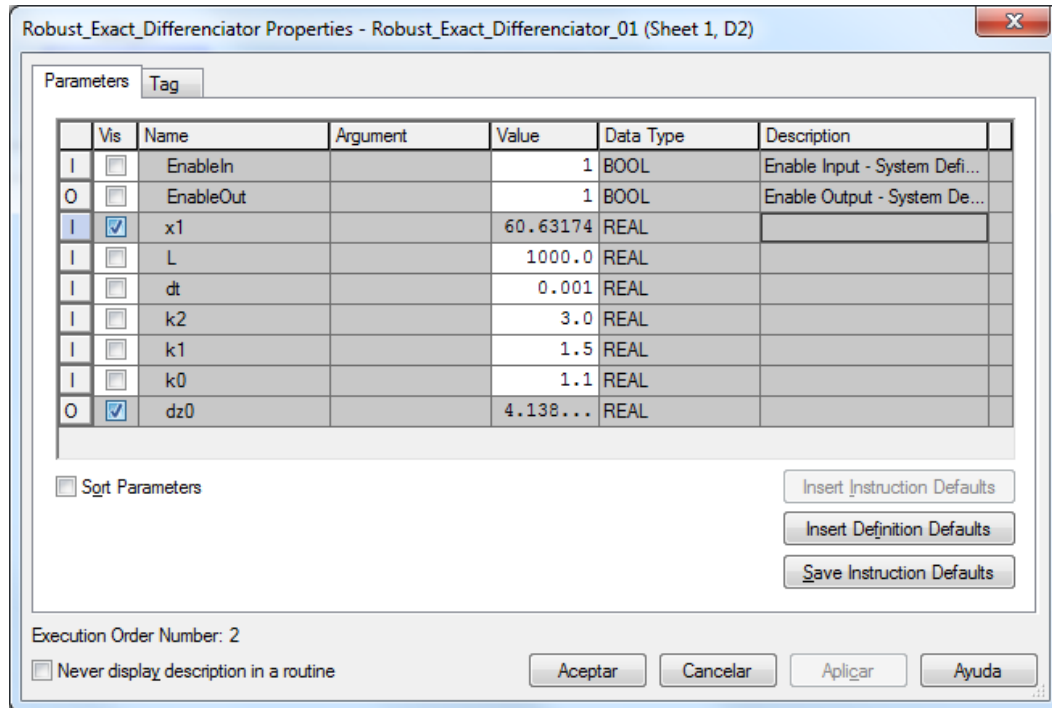 Robust_Exact_Differenciator Properties - Robust_Exact_Differenciator_01 (Sheet 1, D2)
Parameters Tag
Vis Name Argument Value Data Type Description
I EnableIn 1 BOOL Enable Input - System Defi...
O EnableOut 1 BOOL Enable Output - System De...
I x1 60.63174 REAL
I L 1000.0 REAL
I dt 0.001 REAL
I k2 3.0 REAL
I k1 1.5 REAL
I k0 1.1 REAL
O dz0 4.138... REAL
Sort Parameters
Insert Instruction Defaults
Insert Definition Defaults
Save Instruction Defaults
Execution Order Number: 2
Never display description in a routine
Aceptar Cancelar Aplicar Ayuda